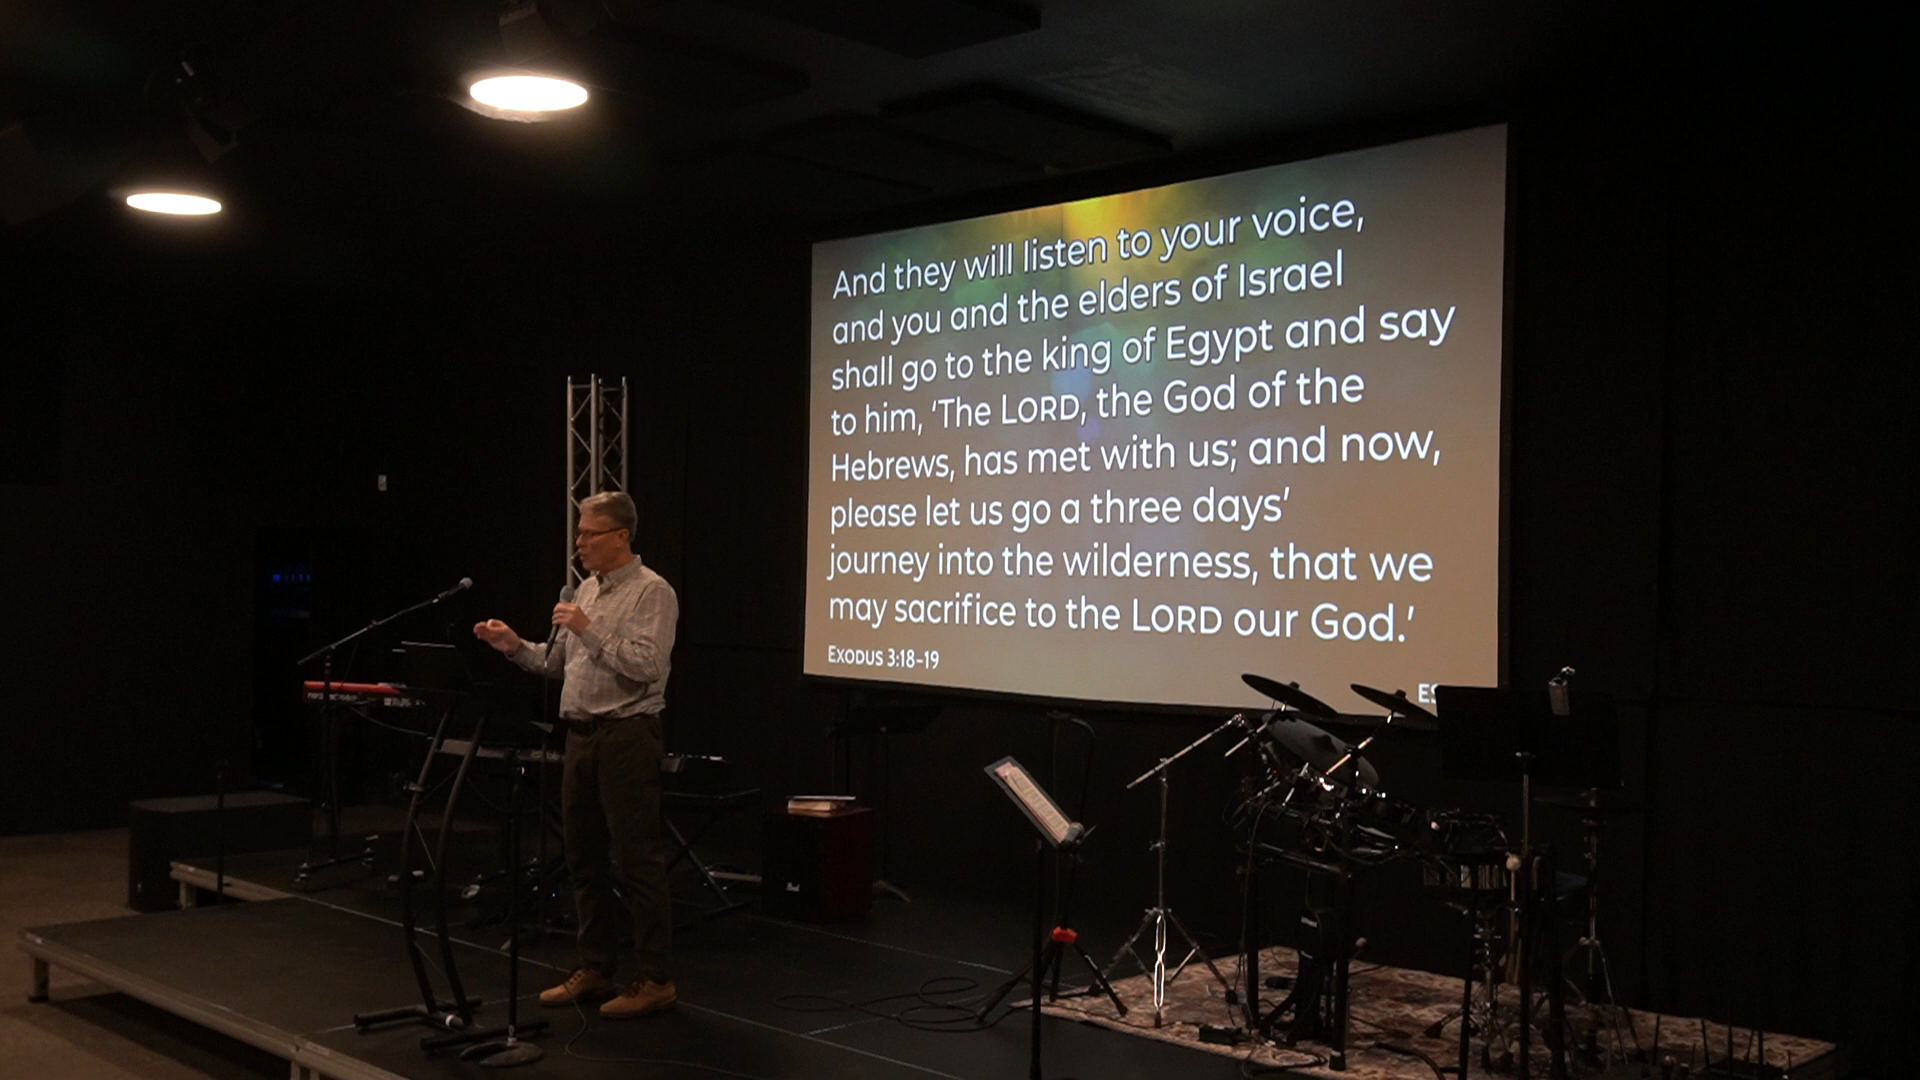 And they will listen to your voice,
and you and the elders of Israel
shall go to the king of Egypt and say
to him, ‘The LORD, the God of the
Hebrews, has met with us; and now,
please let us go a three days’
journey into the wilderness, that we
may sacrifice to the LORD our God.’
EXODUS 3:18-19